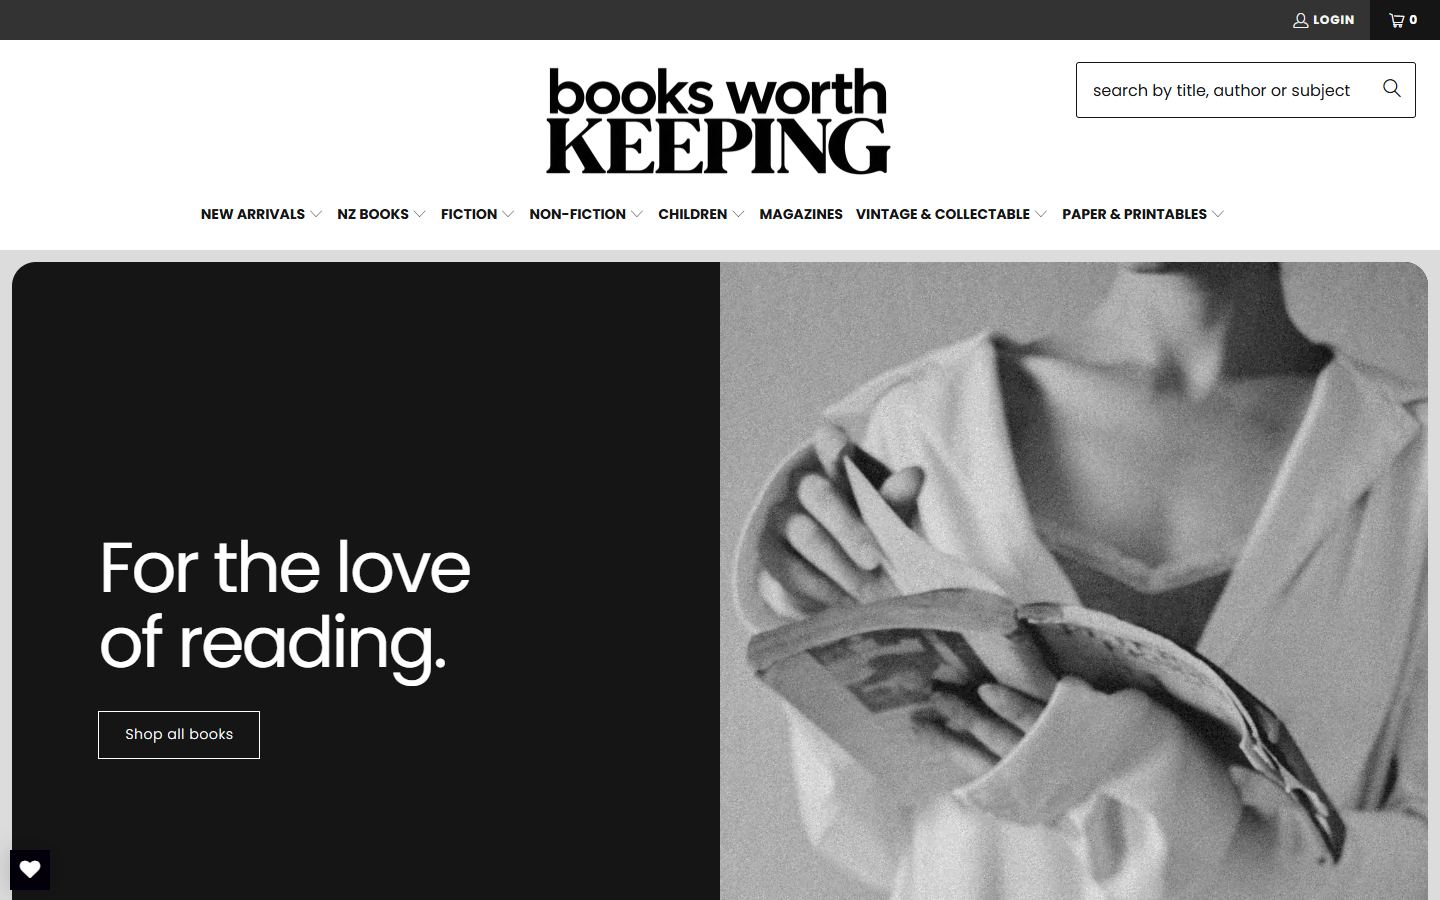 LOGIN
0
books worth
KEEPING
search by title, author or subject
NEW ARRIVALS NZ BOOKS FICTION NON-FICTION CHILDREN MAGAZINES VINTAGE & COLLECTABLE PAPER & PRINTABLES
For the love
of reading.
Shop all books